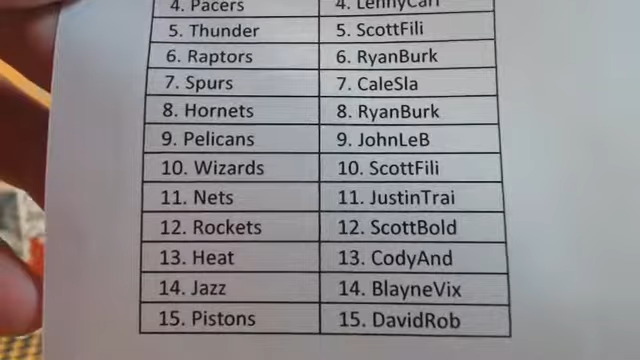 4. Pacers 4. LennyCarl
5. Thunder 5. ScottFili
6. Raptors 6. RyanBurk
7. Spurs 7. CaleSla
8. Hornets 8. RyanBurk
9. Pelicans 9. JohnLeB
10. Wizards 10. ScottFili
11. Nets 11. JustinTrai
12. Rockets 12. ScottBold
13. Heat 13. CodyAnd
14. Jazz 14. BlayneVix
15. Pistons 15. DavidRob